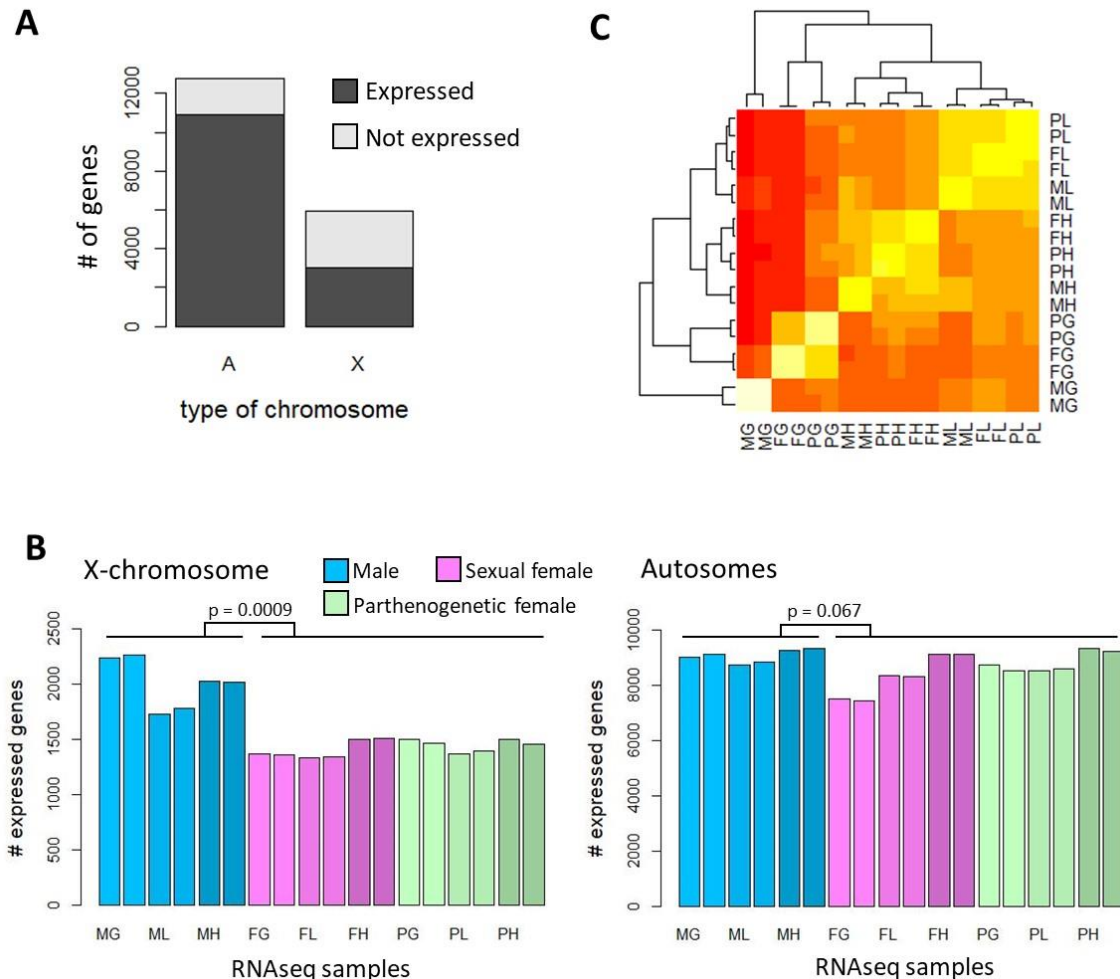 A
# of genes
12000
8000
4000
0
A
X
type of chromosome
Expressed
Not expressed
C
PL
PL
FL
FL
ML
ML
FH
FH
PH
PH
MH
MH
PG
PG
FG
FG
MG
MG
MG
MG
FG
FG
PG
PG
MH
MH
PH
PH
FH
FH
ML
ML
FL
FL
PL
PL
B
X-chromosome
Male
Sexual female
Parthenogenetic female
p = 0.0009
# expressed genes
2500
2000
1500
1000
500
0
MG ML MH FG FL FH PG PL PH
RNAseq samples
Autosomes
p = 0.067
# expressed genes
10000
8000
6000
4000
2000
0
MG ML MH FG FL FH PG PL PH
RNAseq samples